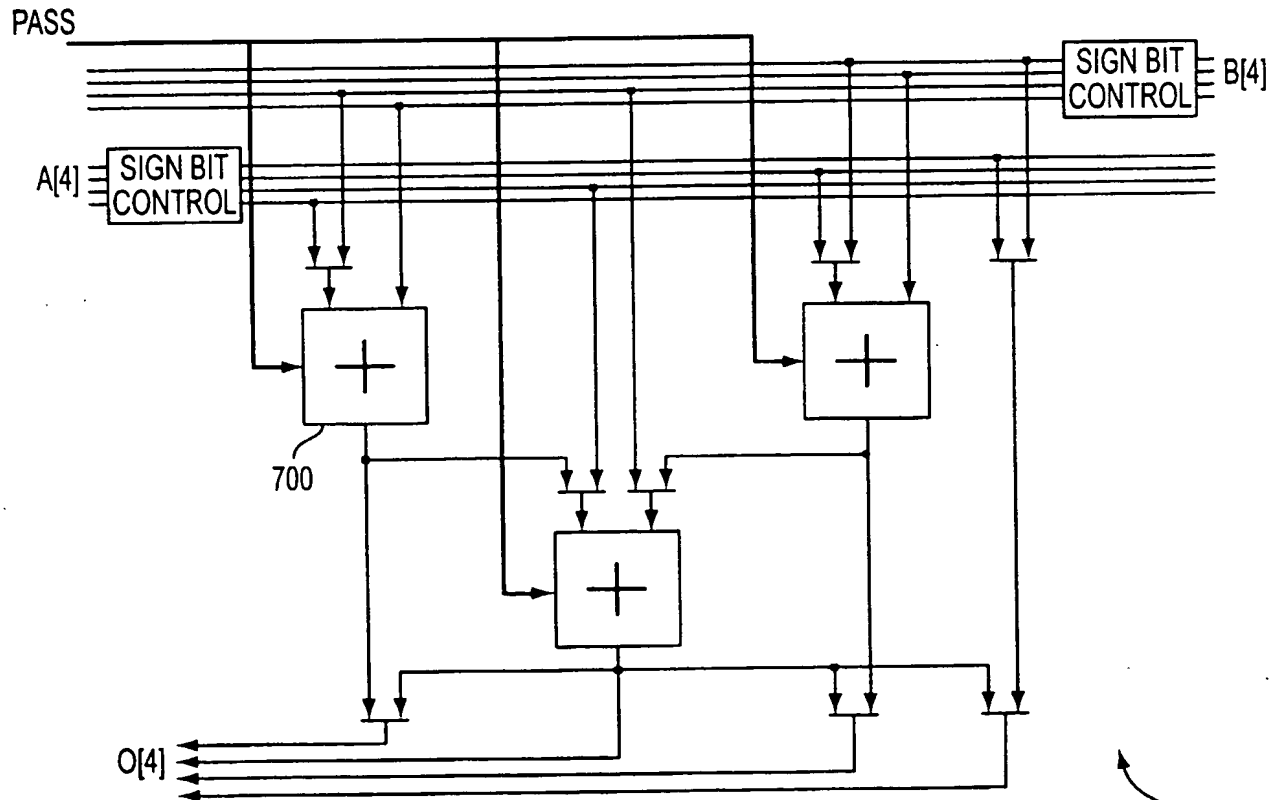 PASS
SIGN BIT
CONTROL
B[4]
A[4]
SIGN BIT
CONTROL
700
O[4]